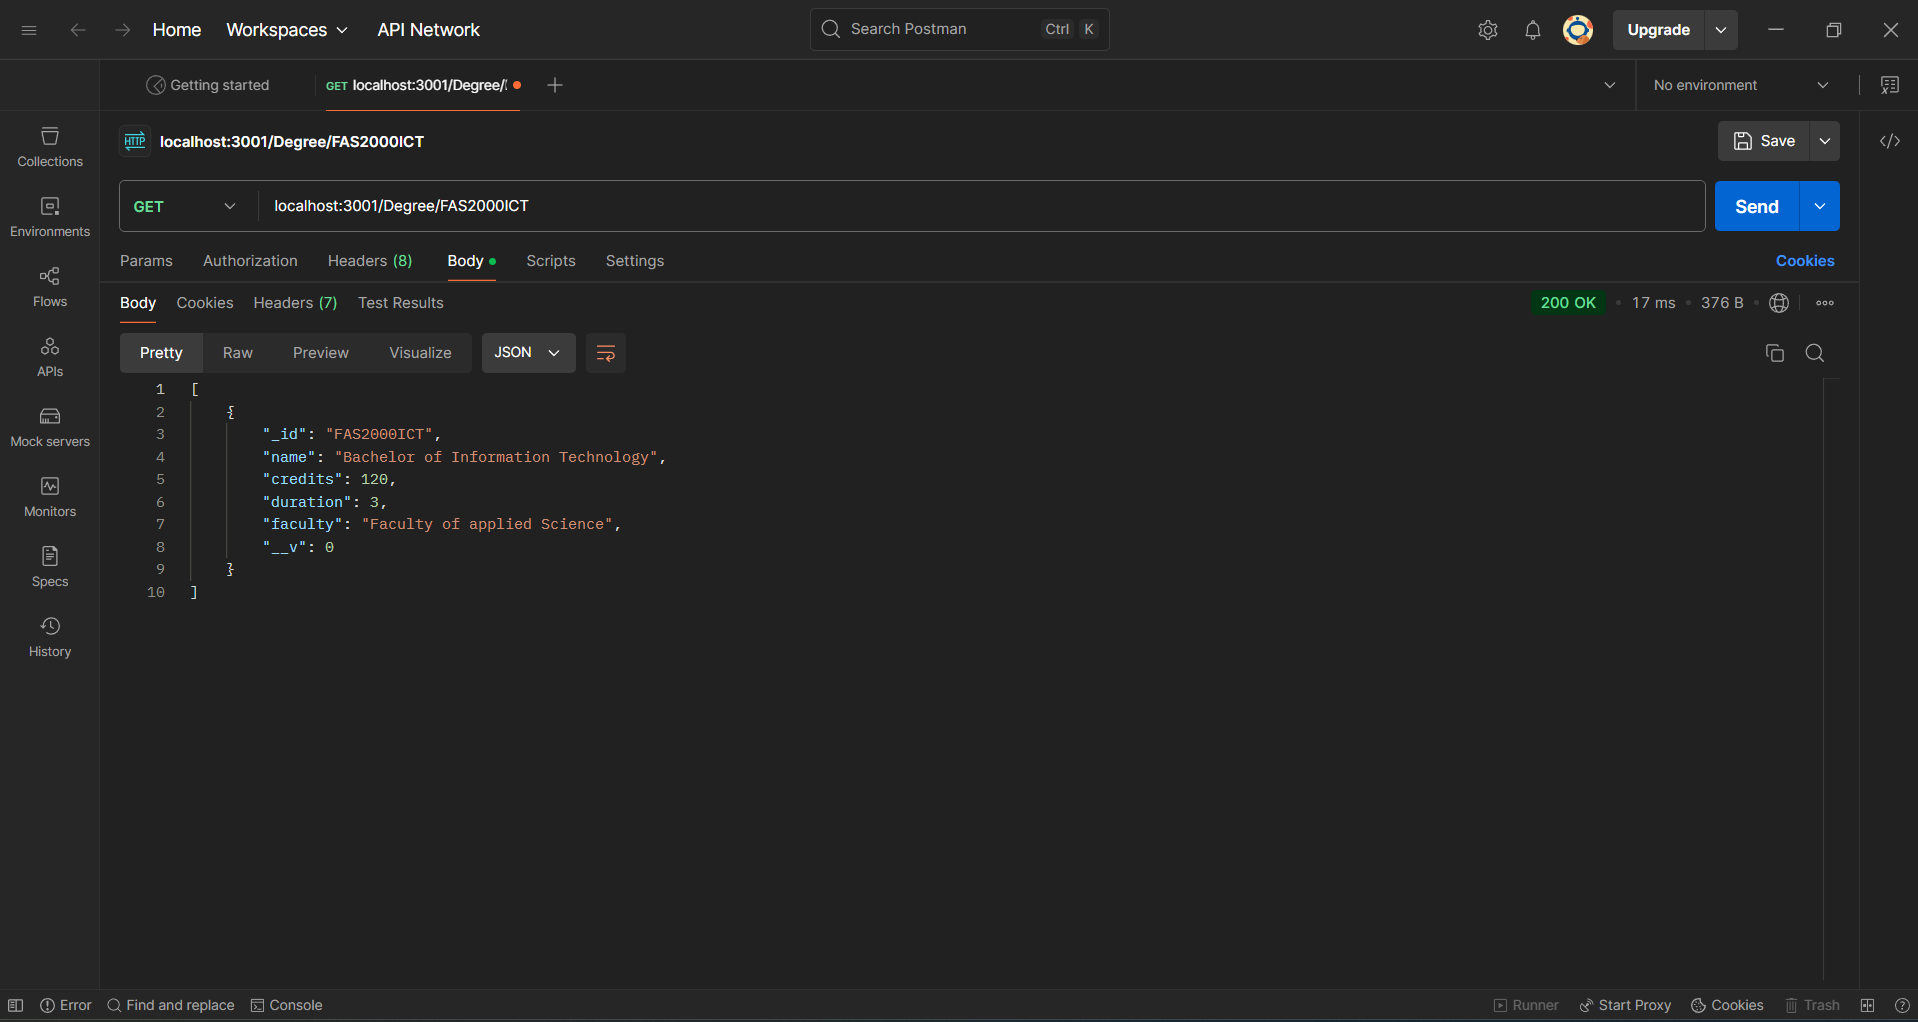 Home Workspaces API Network Search Postman Ctrl K Upgrade
Getting started GET localhost:3001/Degree/ No environment
HTTP localhost:3001/Degree/FAS2000ICT Save </>
GET localhost:3001/Degree/FAS2000ICT Send
Params Authorization Headers (8) Body Scripts Settings Cookies
Body Cookies Headers (7) Test Results 200 OK 17 ms 376 B
Pretty Raw Preview Visualize JSON
1 [
2 {
3 "_id": "FAS2000ICT",
4 "name": "Bachelor of Information Technology",
5 "credits": 120,
6 "duration": 3,
7 "faculty": "Faculty of applied Science",
8 "__v": 0
9 }
10 ]
Collections
Environments
Flows
APIs
Mock servers
Monitors
Specs
History
Error Find and replace Console Runner Start Proxy Cookies Trash